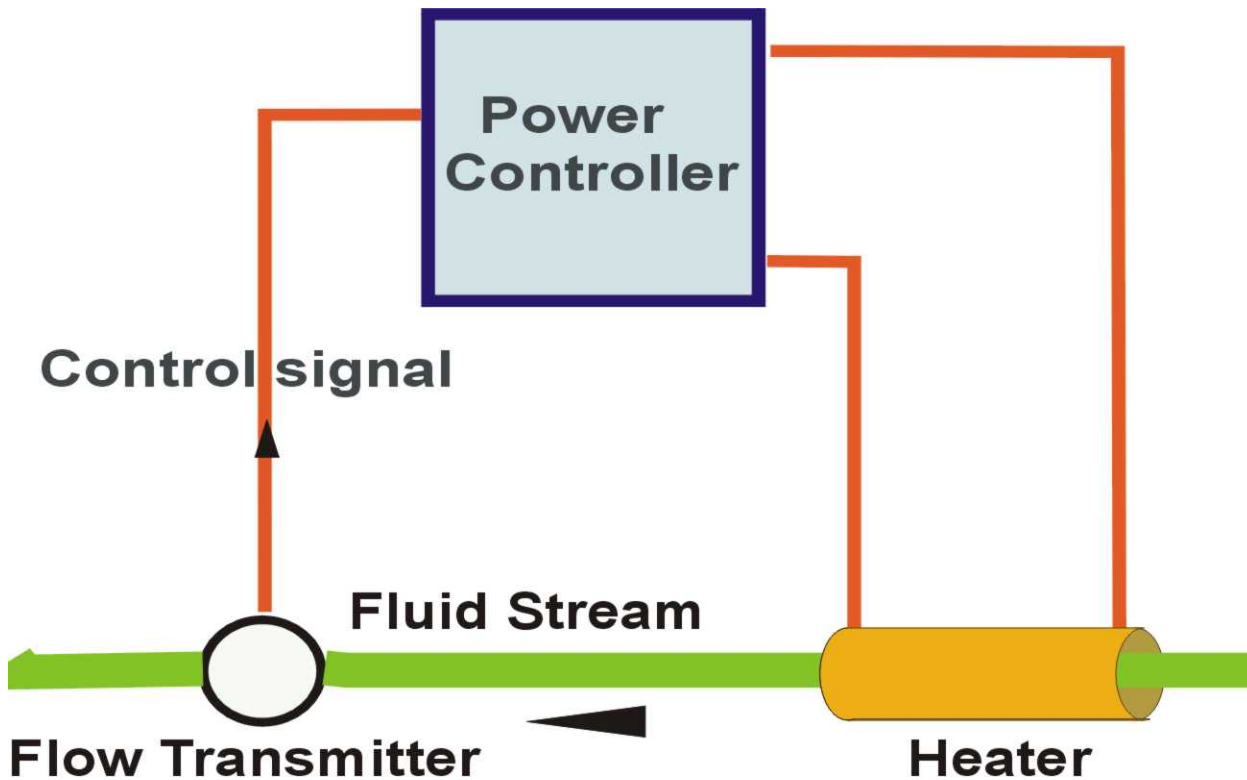 Power
Controller
Control signal
Fluid Stream
Flow Transmitter
Heater